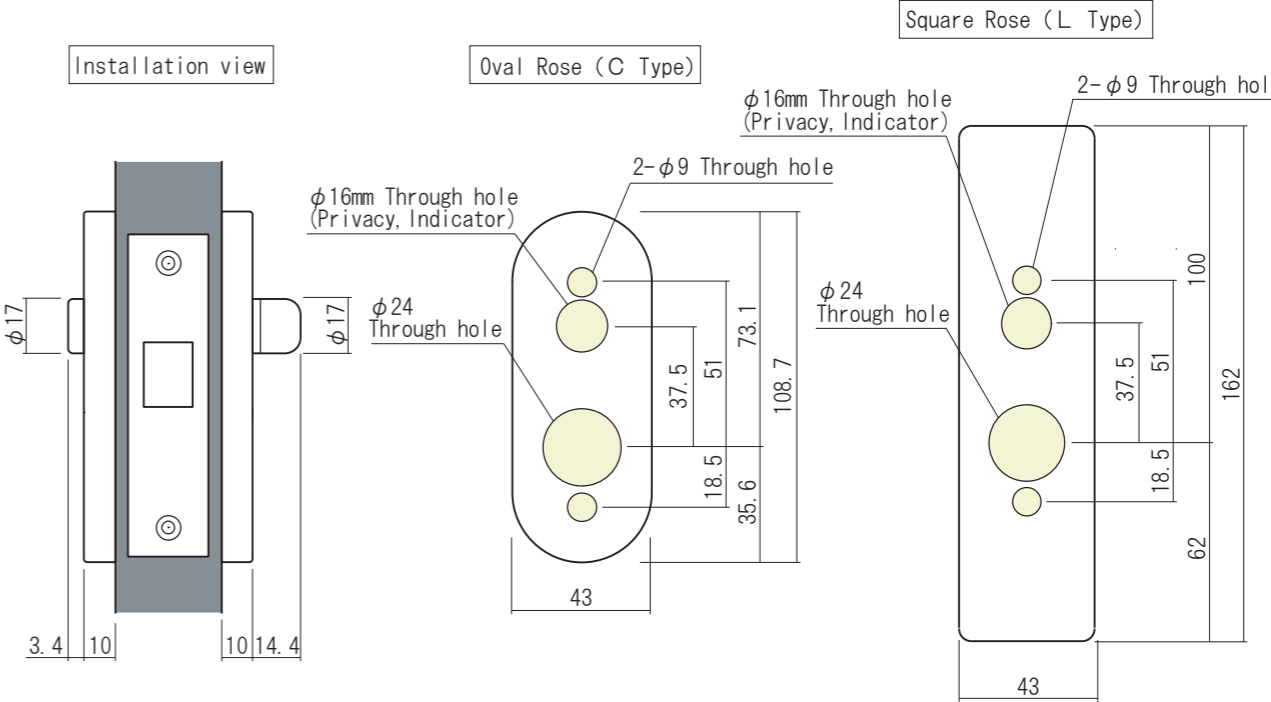 Installation view
φ17
φ17
3.4
10
10
14.4
Oval Rose (C Type)
2-φ9 Through hole
φ16mm Through hole
(Privacy, Indicator)
φ24
Through hole
37.5
51
18.5
73.1
35.6
108.7
43
Square Rose (L Type)
2-φ9 Through hol
φ16mm Through hole
(Privacy, Indicator)
φ24
Through hole
37.5
51
18.5
100
62
162
43